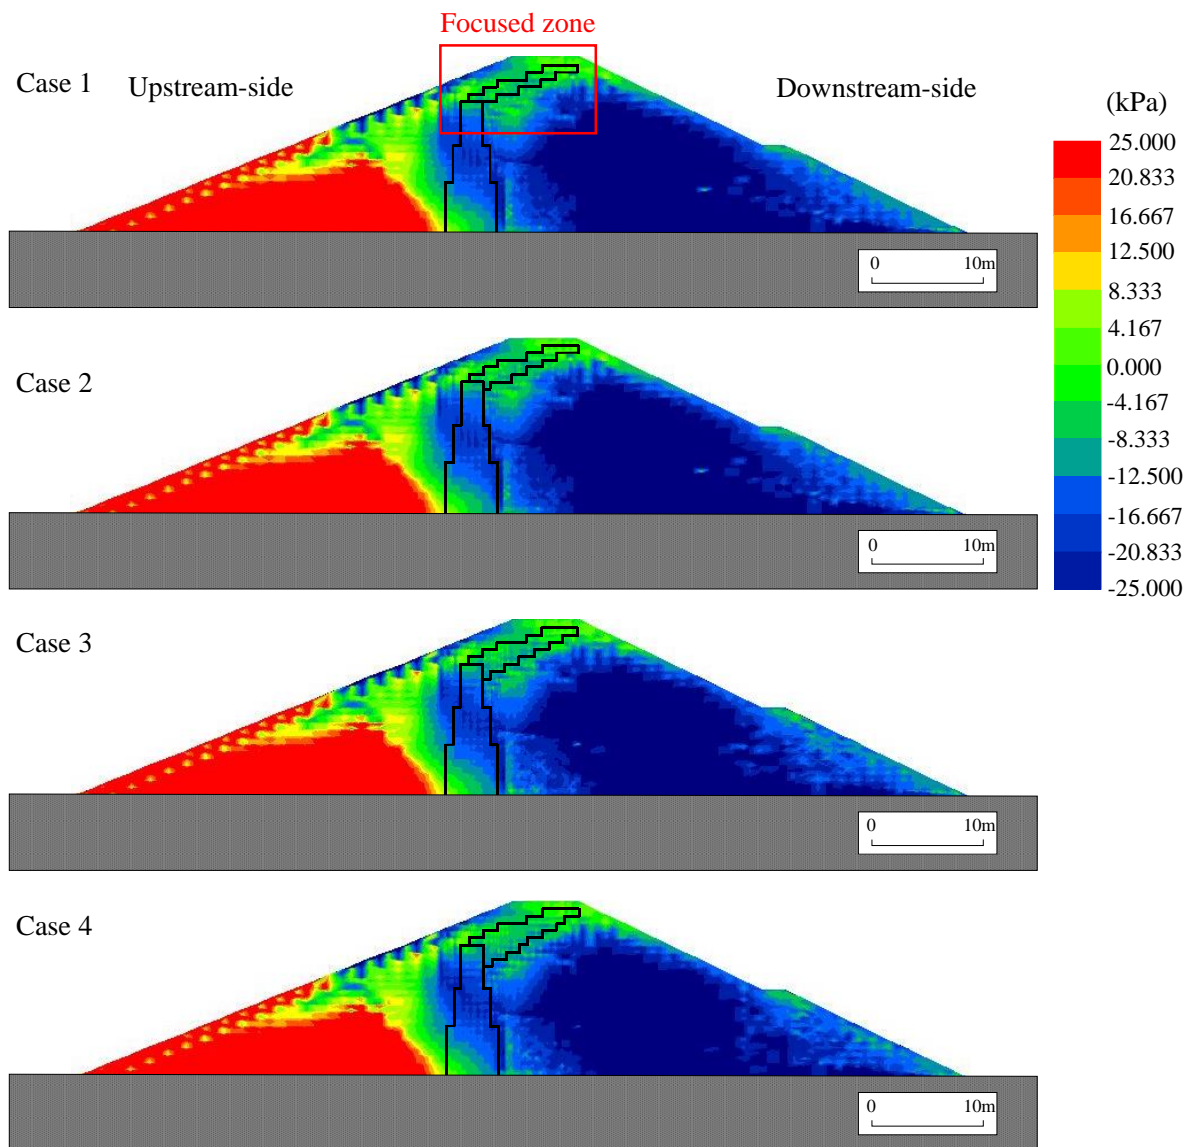 Focused zone
Case 1
Upstream-side
Downstream-side
(kPa)
25.000
20.833
16.667
12.500
8.333
4.167
0.000
-4.167
-8.333
-12.500
-16.667
-20.833
-25.000
0 10m
Case 2
0 10m
Case 3
0 10m
Case 4
0 10m